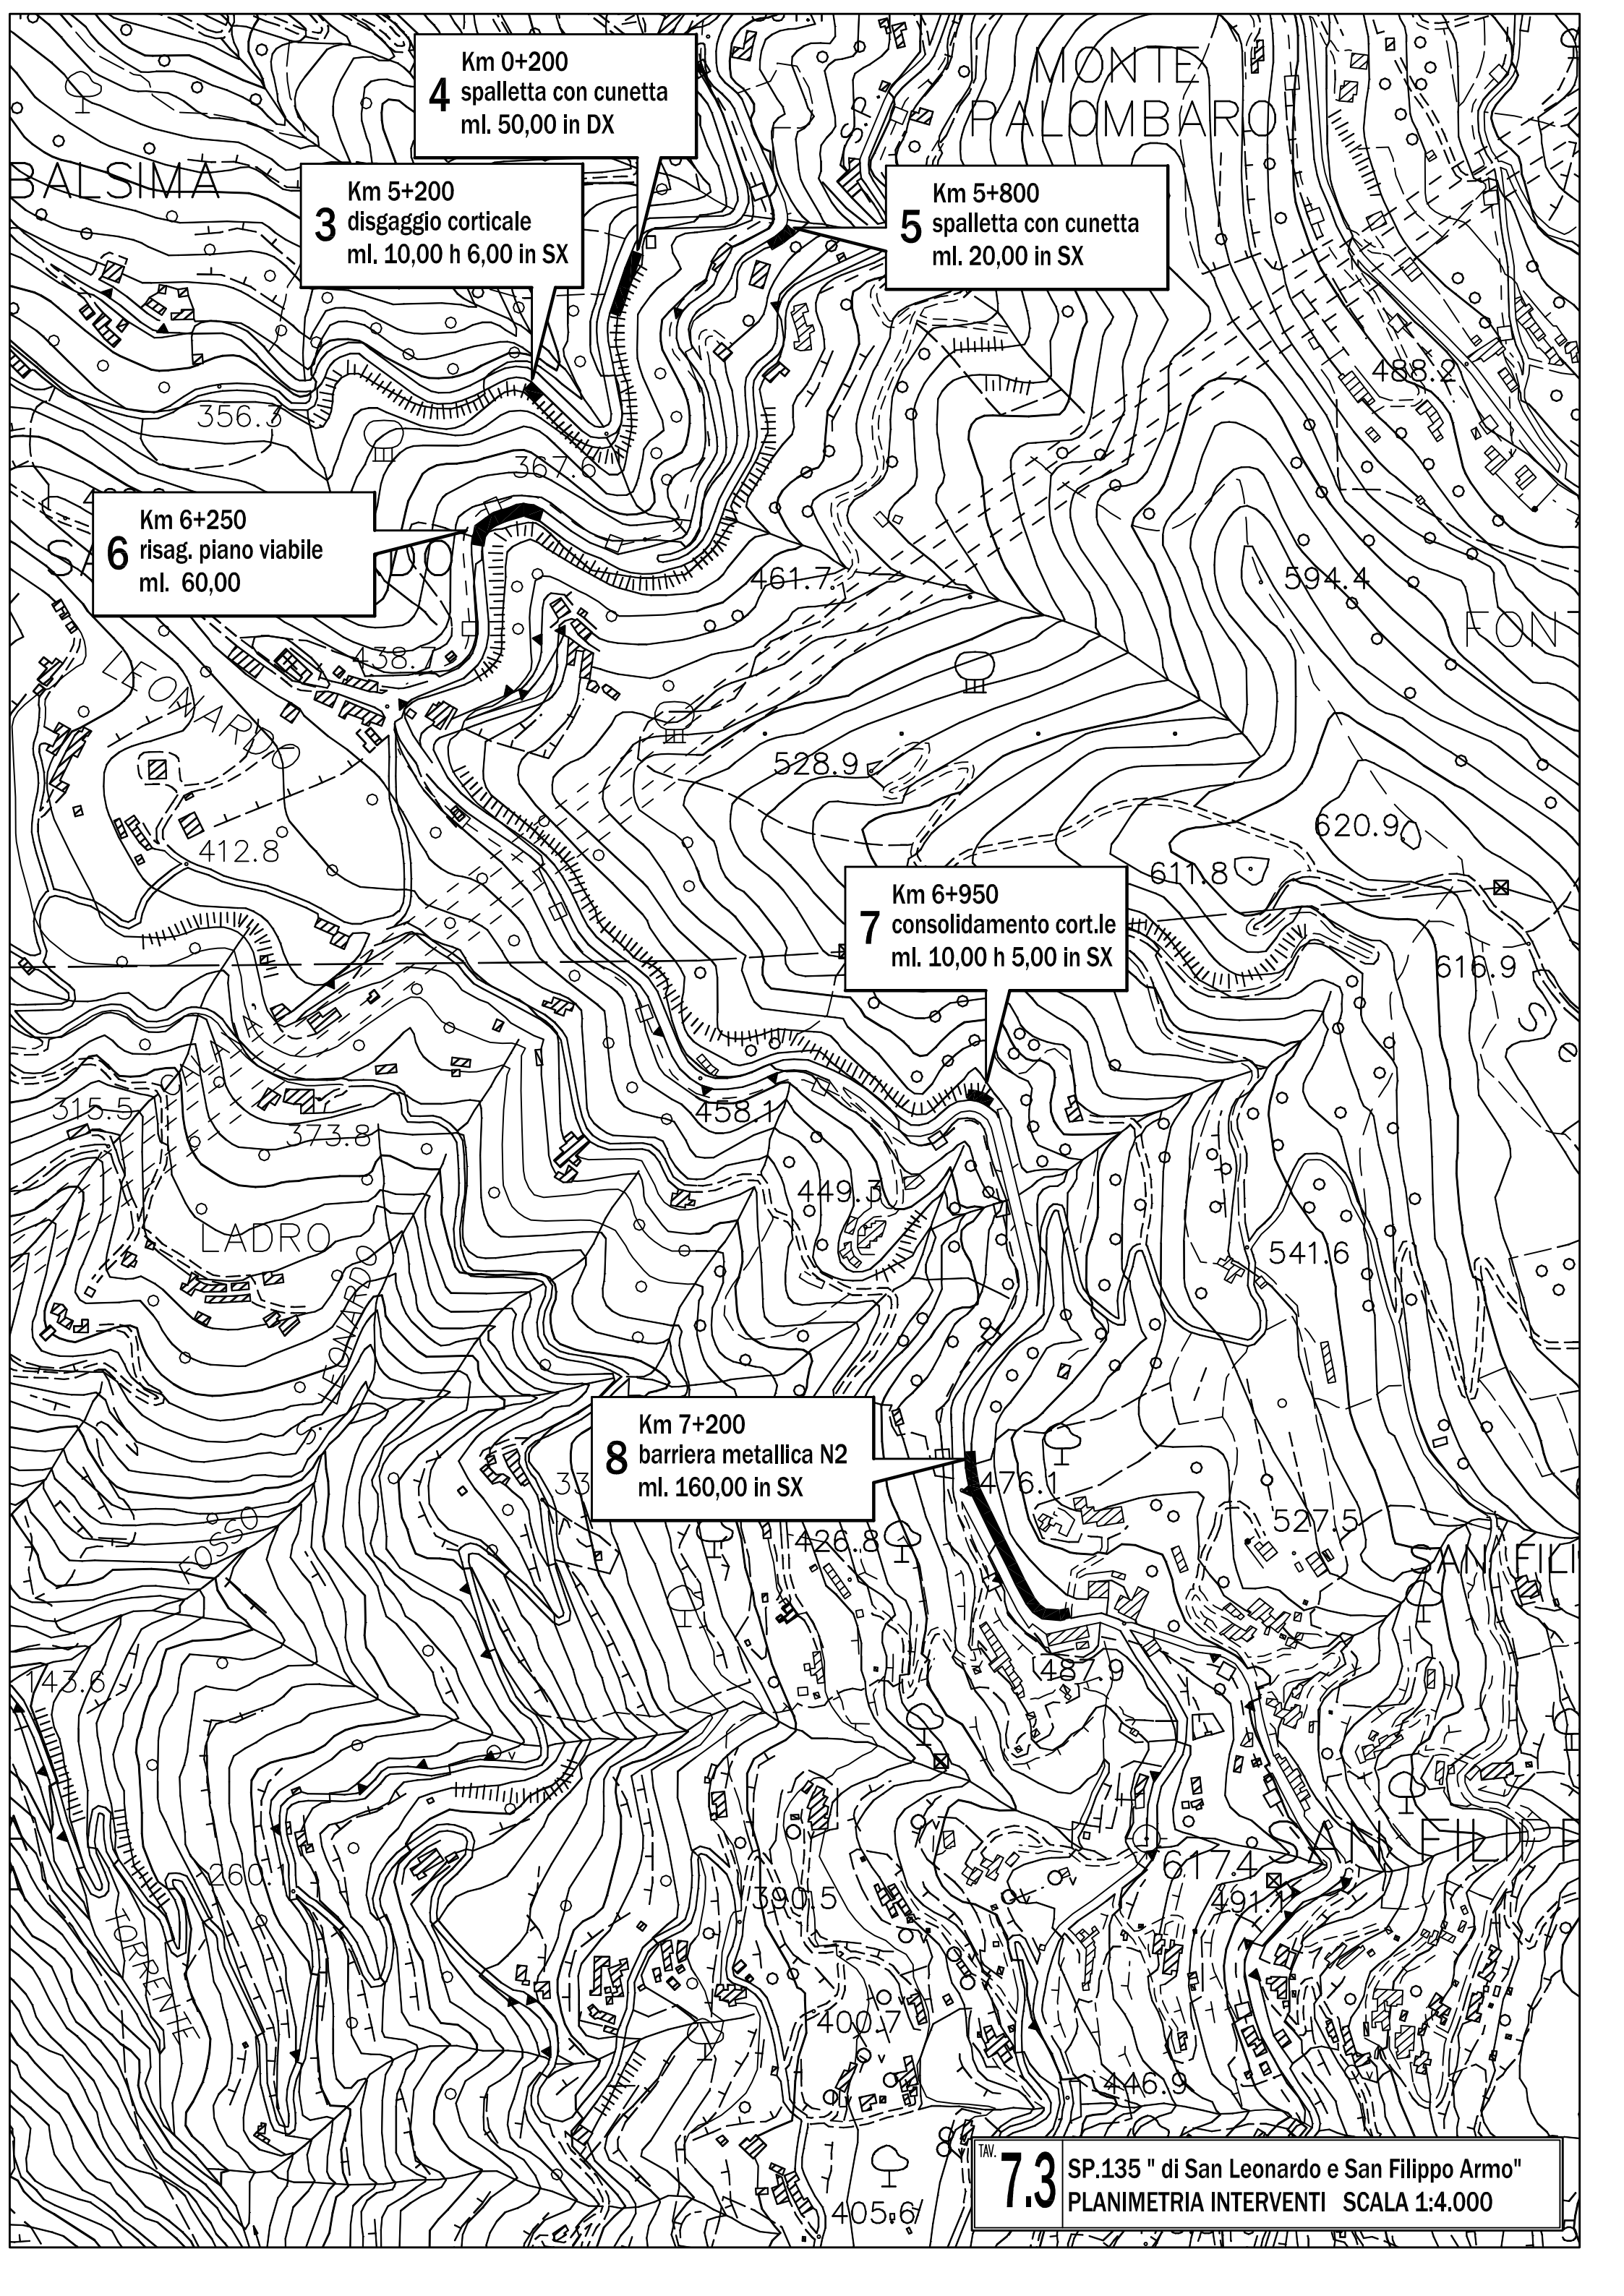 Km 0+200
4 spalletta con cunetta
ml. 50,00 in DX
MONTE
PALOMBARO
S.P.
BALSIMA
Km 5+200
3 disgaggio corticale
ml. 10,00 h 6,00 in SX
Km 5+800
5 spalletta con cunetta
ml. 20,00 in SX
488.2
356.3
367.6
Km 6+250
6 risag. piano viabile
ml. 60,00
461.7
594.4
FONT
438.7
LEONARDO
528.9
412.8
620.9
611.8
Km 6+950
7 consolidamento cort.le
ml. 10,00 h 5,00 in SX
616.9
S
315.5
373.8
458.1
449.3
LADRO
541.6
S. LEONARDO
Km 7+200
8 barriera metallica N2
ml. 160,00 in SX
476.1
33
426.8
527.5
FOSSO
SAN FILI
487.9
143.6
SAN FILIPP
617.4
491.1
260.1
390.5
TORRENTE
400.7
446.9
405.6
TAV.
7.3 SP.135 " di San Leonardo e San Filippo Armo"
PLANIMETRIA INTERVENTI SCALA 1:4.000